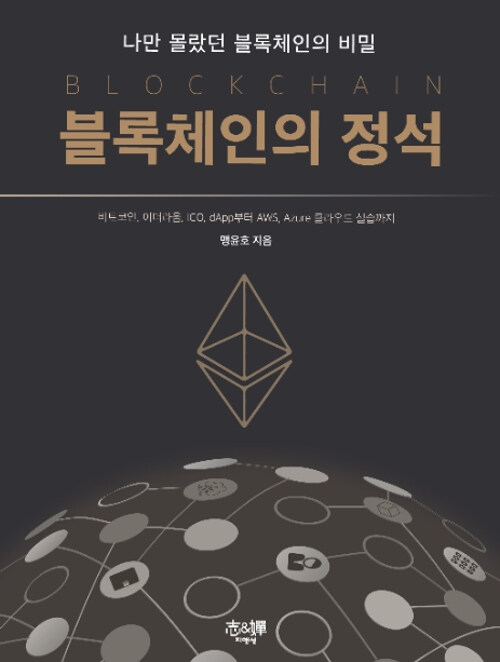 나만 몰랐던 블록체인의 비밀
BLOCKCHAIN
블록체인의 정석
비트코인, 이더리움, ICO, dApp부터 AWS, Azure 클라우드 실습까지
맹윤호 지음
志&嬋
지앤선